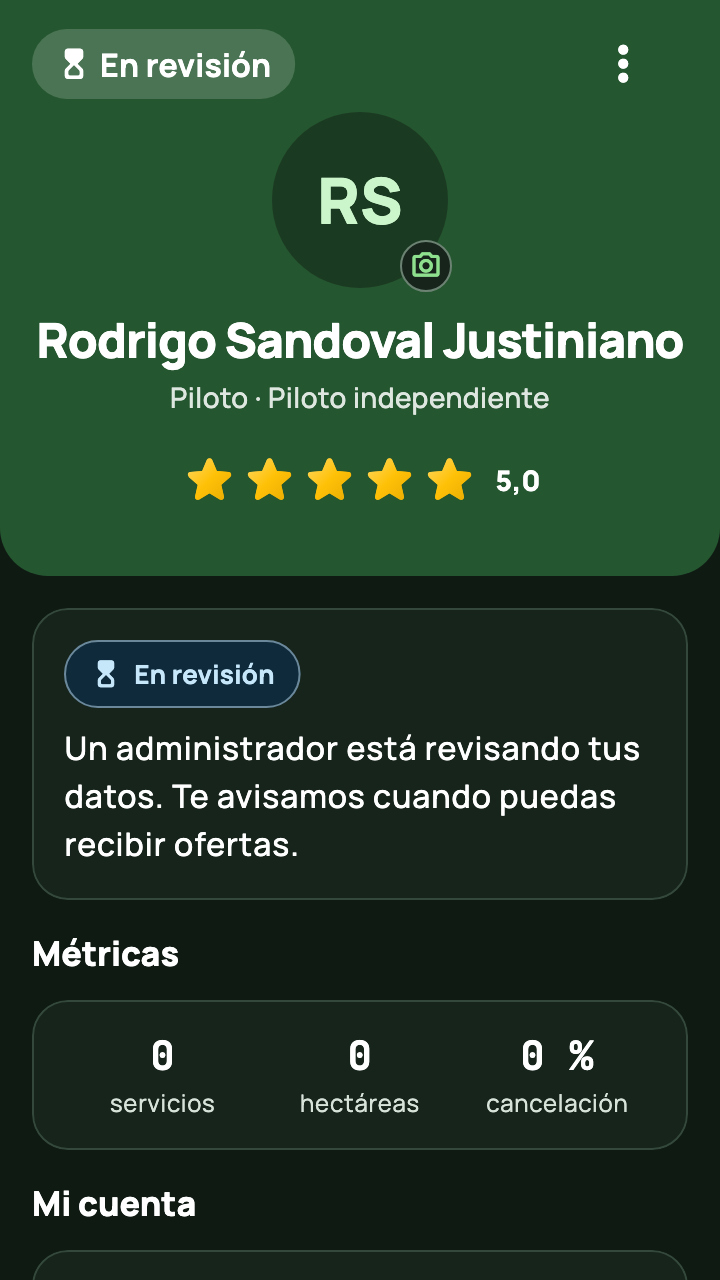 En revisión
RS
Rodrigo Sandoval Justiniano
Piloto · Piloto independiente
5,0
En revisión
Un administrador está revisando tus
datos. Te avisamos cuando puedas
recibir ofertas.
Métricas
0 0 0 %
servicios hectáreas cancelación
Mi cuenta